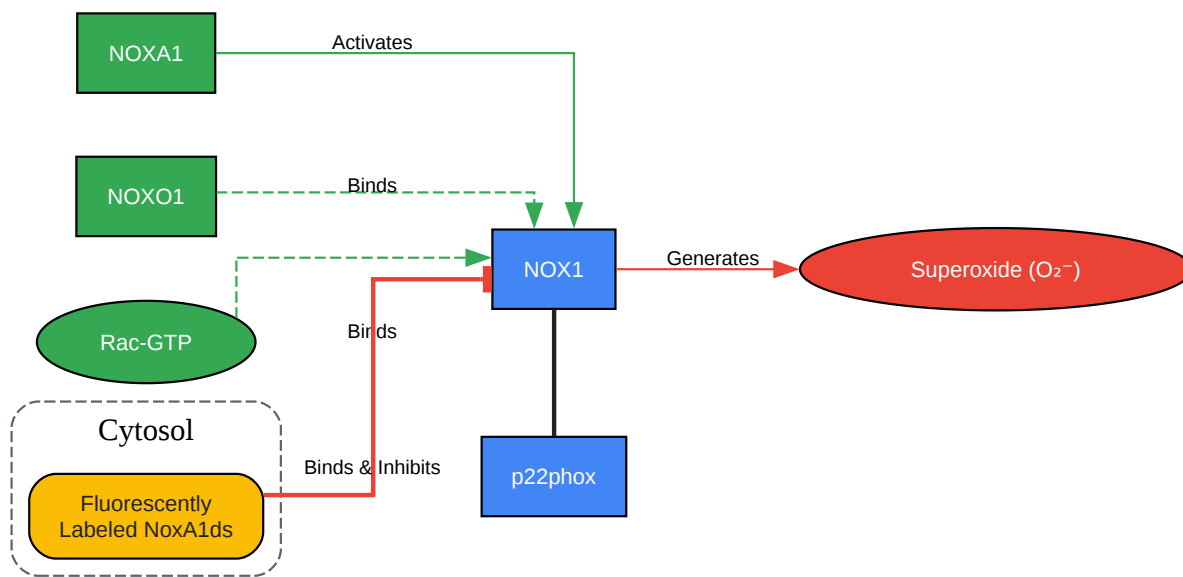 NOXA1
Activates
NOXO1
Binds
NOX1
Generates
Superoxide (O₂⁻)
Rac-GTP
Binds
Cytosol
Binds & Inhibits
p22phox
Fluorescently
Labeled NoxA1ds